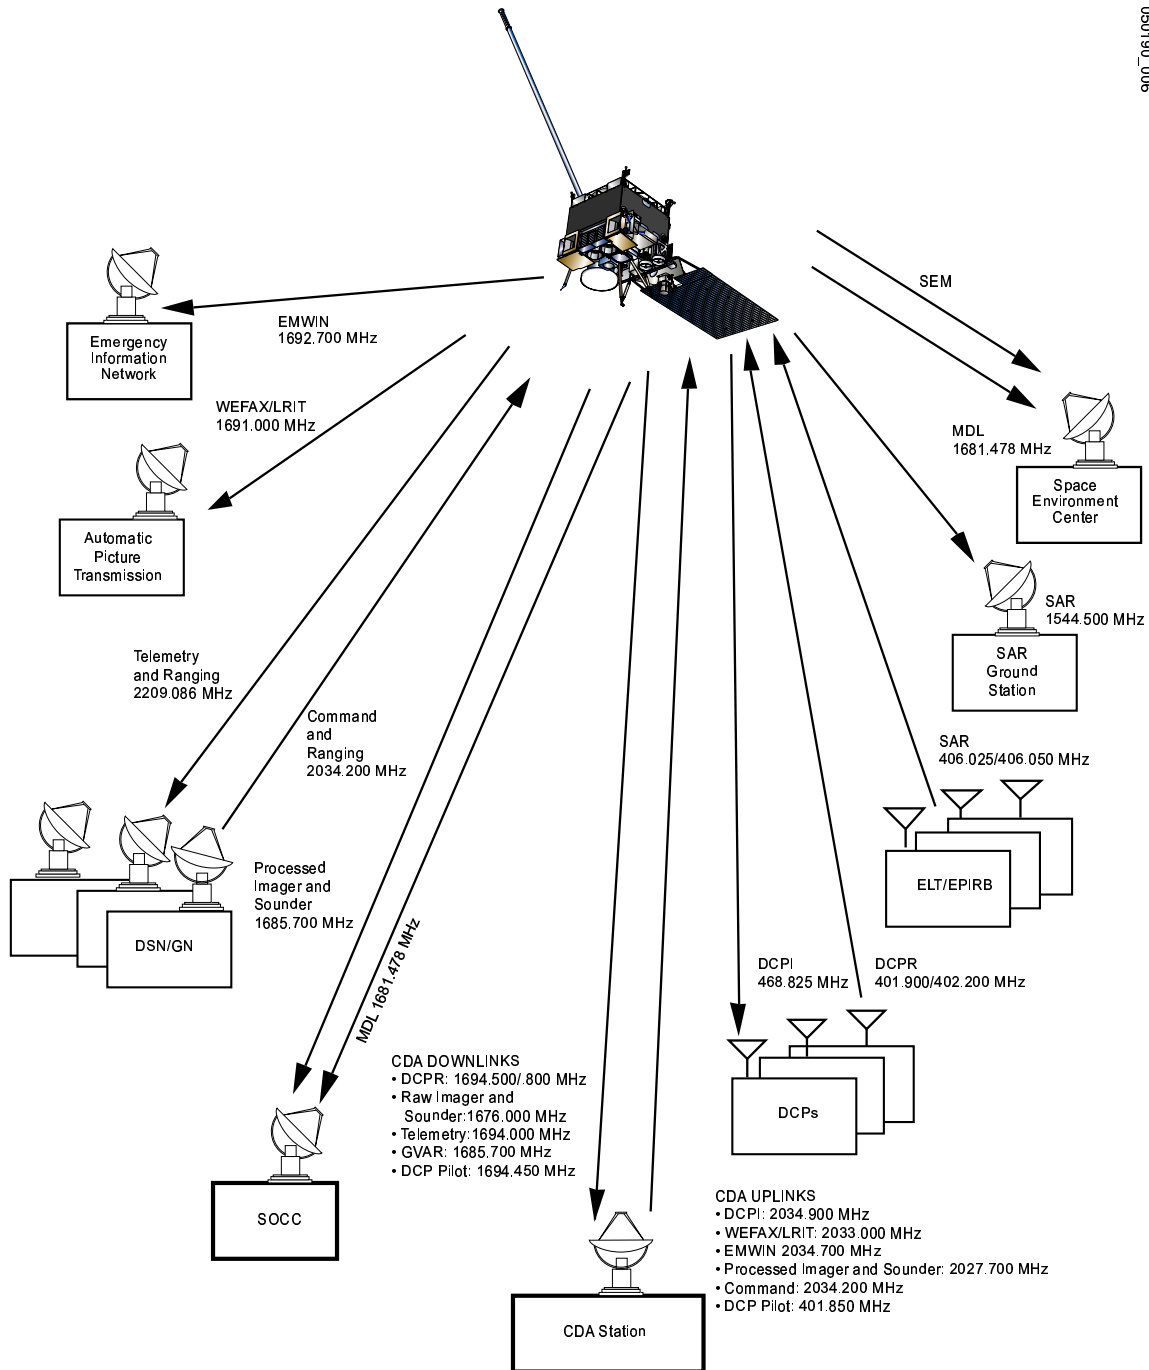 050190_006
SEM
EMWIN
1692.700 MHz
Emergency
Information
Network
WEFAX/LRIT
1691.000 MHz
MDL
1681.478 MHz
Space
Environment
Center
Automatic
Picture
Transmission
SAR
1544.500 MHz
SAR
Ground
Station
Telemetry
and Ranging
2209.086 MHz
Command
and
Ranging
2034.200 MHz
SAR
406.025/406.050 MHz
ELT/EPIRB
Processed
Imager and
Sounder
1685.700 MHz
DSN/GN
MDL 1681.478 MHz
DCPI
468.825 MHz
DCPR
401.900/402.200 MHz
CDA DOWNLINKS
• DCPR: 1694.500/.800 MHz
• Raw Imager and
Sounder:1676.000 MHz
• Telemetry:1694.000 MHz
• GVAR: 1685.700 MHz
• DCP Pilot: 1694.450 MHz
DCPs
SOCC
CDA UPLINKS
• DCPI: 2034.900 MHz
• WEFAX/LRIT: 2033.000 MHz
• EMWIN 2034.700 MHz
• Processed Imager and Sounder: 2027.700 MHz
• Command: 2034.200 MHz
• DCP Pilot: 401.850 MHz
CDA Station